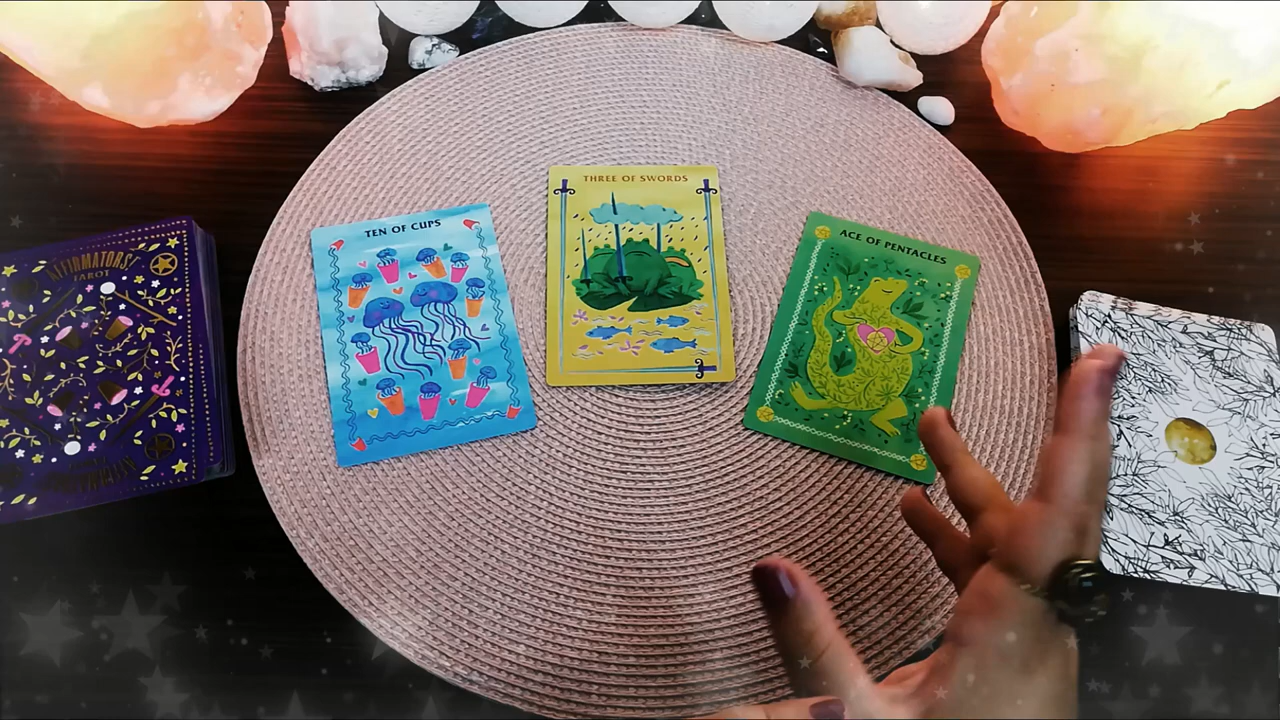 AFFIRMATORS!
TAROT
TEN OF CUPS
THREE OF SWORDS
ACE OF PENTACLES